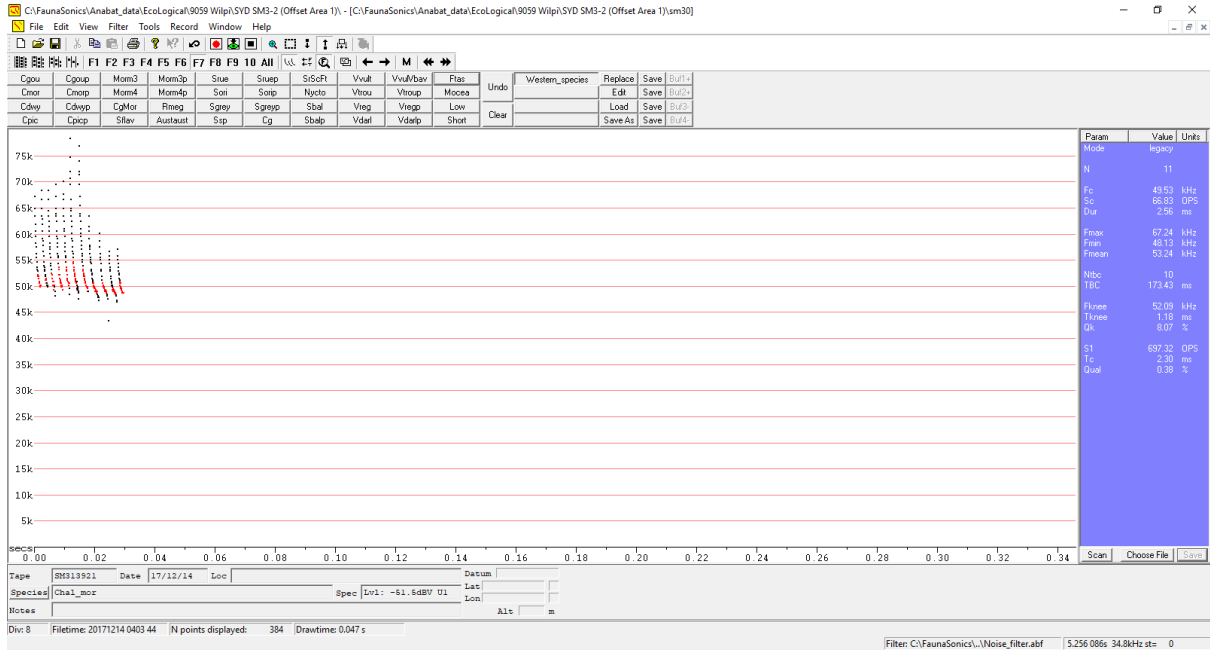 C:\FaunaSonics\Anabat_data\EcoLogical\9059 Wilpi\SYD SM3-2 (Offset Area 1)\ - [C:\FaunaSonics\Anabat_data\EcoLogical\9059 Wilpi\SYD SM3-2 (Offset Area 1)\sm30]
File Edit View Filter Tools Record Window Help
F1 F2 F3 F4 F5 F6 F7 F8 F9 10 All M
Cgou Cgoup Morm3 Morm3p Srue Sruep SrScFt Vvult VvulVbav Ftas Undo Western_species Replace Save Buf1+
Cmor Cmorp Morm4 Morm4p Sori Sorip Nycto Vtrou Vtroup Mocea Edit Save Buf2+
Cdwy Cdwyp CgMor Rmeg Sgrey Sgreyp Sbal Vreg Vregp Low Clear Load Save Buf3-
Cpic Cpicp Sflav Austaust Ssp Cg Sbalp Vdarl Vdarlp Short Save As Save Buf4-
75k
70k
65k
60k
55k
50k
45k
40k
35k
30k
25k
20k
15k
10k
5k
secs
0.00 0.02 0.04 0.06 0.08 0.10 0.12 0.14 0.16 0.18 0.20 0.22 0.24 0.26 0.28 0.30 0.32 0.34
Param Value Units
Mode legacy
N 11
Fc 49.53 kHz
Sc 66.83 OPS
Dur 2.56 ms
Fmax 67.24 kHz
Fmin 48.13 kHz
Fmean 53.24 kHz
Ntbc 10
TBC 173.43 ms
Fknee 52.09 kHz
Tknee 1.18 ms
Qk 8.07 %
S1 697.32 OPS
Tc 2.30 ms
Qual 0.38 %
Scan Choose File Save
Tape SM313921 Date 17/12/14 Loc Datum
Species Chal_mor Spec Lvl: -51.5dBV U1 Lat
Lon
Notes Alt m
Div: 8 Filetime: 20171214 0403 44 N points displayed: 384 Drawtime: 0.047 s
Filter: C:\FaunaSonics\...\Noise_filter.abf 5.256 086s 34.8kHz st= 0